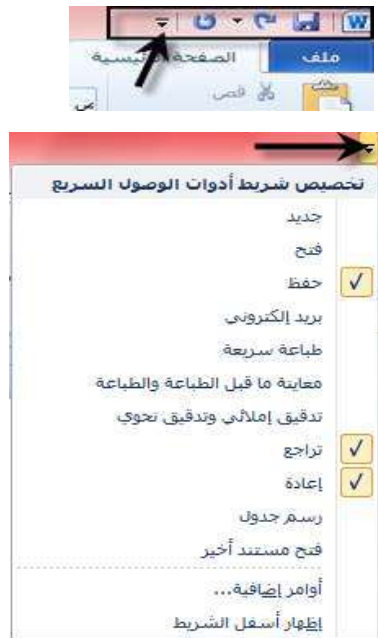 W
ملف
الصفحة الرئيسية
قص
تخصيص شريط أدوات الوصول السريع
جديد
فتح
حفظ
بريد إلكتروني
طباعة سريعة
معاينة ما قبل الطباعة والطباعة
تدقيق إملائي وتدقيق نحوي
تراجع
إعادة
رسم جدول
فتح مستند أخير
أوامر إضافية...
إظهار أسفل الشريط